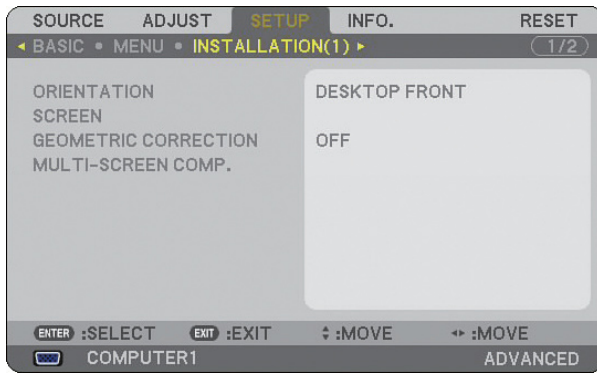 SOURCE ADJUST SETUP INFO. RESET
BASIC • MENU • INSTALLATION(1) 1/2
ORIENTATION DESKTOP FRONT
SCREEN
GEOMETRIC CORRECTION OFF
MULTI-SCREEN COMP.
ENTER :SELECT EXIT :EXIT :MOVE :MOVE
COMPUTER1 ADVANCED